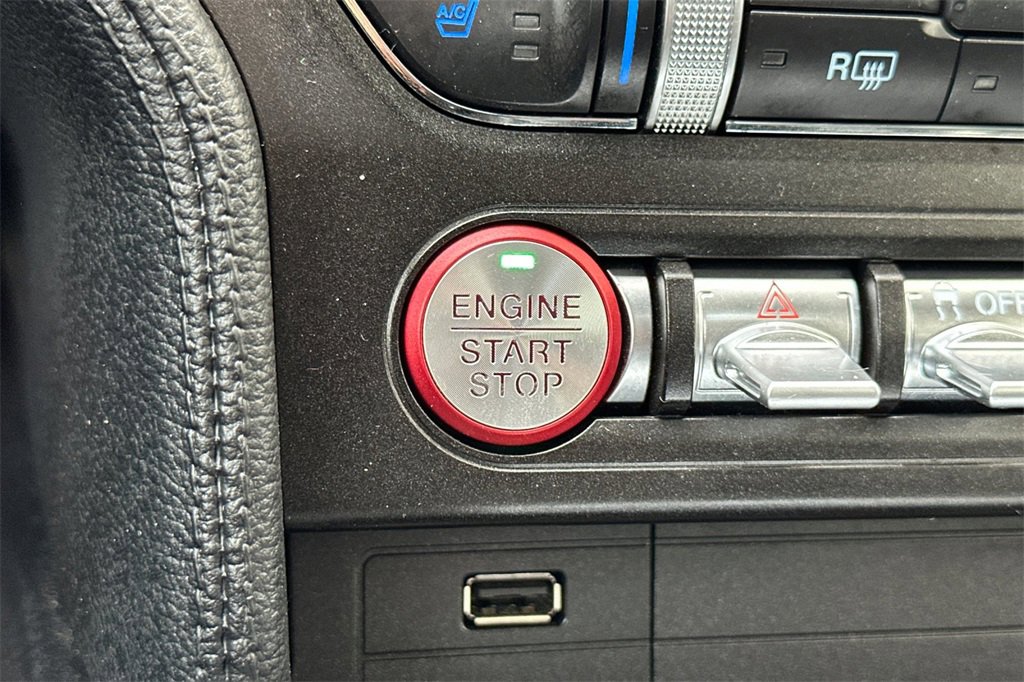 A/C
R
ENGINE
START
STOP
OFF